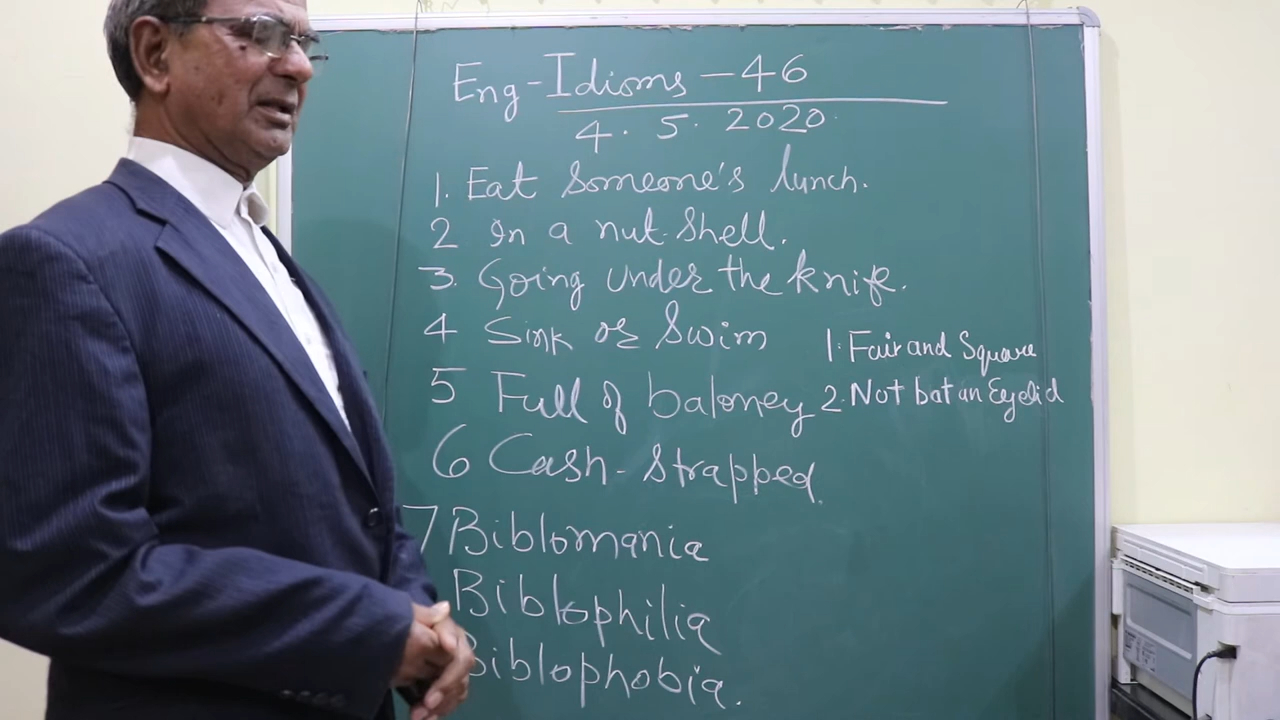 Eng-Idioms - 46
4. 5. 2020.
1. Eat Someone's lunch.
2 In a nut-Shell.
3. Going Under the knife.
4 Sink or Swim
5 Full of baloney
6 Cash-Strapped.
7 Biblomania
Biblophilia
Biblophobia.
1. Fair and Square
2. Not bat an Eyelid